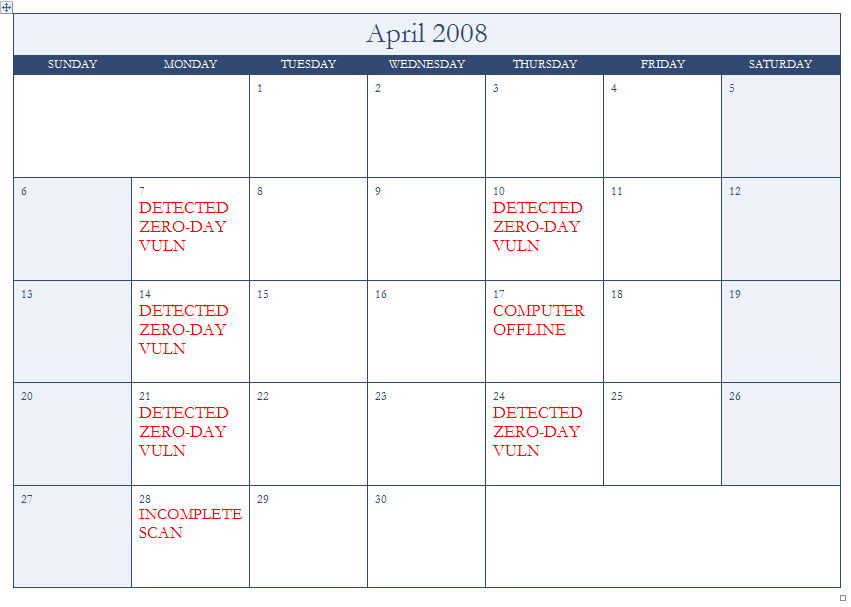 April 2008
SUNDAY MONDAY TUESDAY WEDNESDAY THURSDAY FRIDAY SATURDAY
1 2 3 4 5
6 7 8 9 10 11 12
DETECTED DETECTED
ZERO-DAY ZERO-DAY
VULN VULN
13 14 15 16 17 18 19
DETECTED COMPUTER
ZERO-DAY OFFLINE
VULN
20 21 22 23 24 25 26
DETECTED DETECTED
ZERO-DAY ZERO-DAY
VULN VULN
27 28 29 30
INCOMPLETE
SCAN